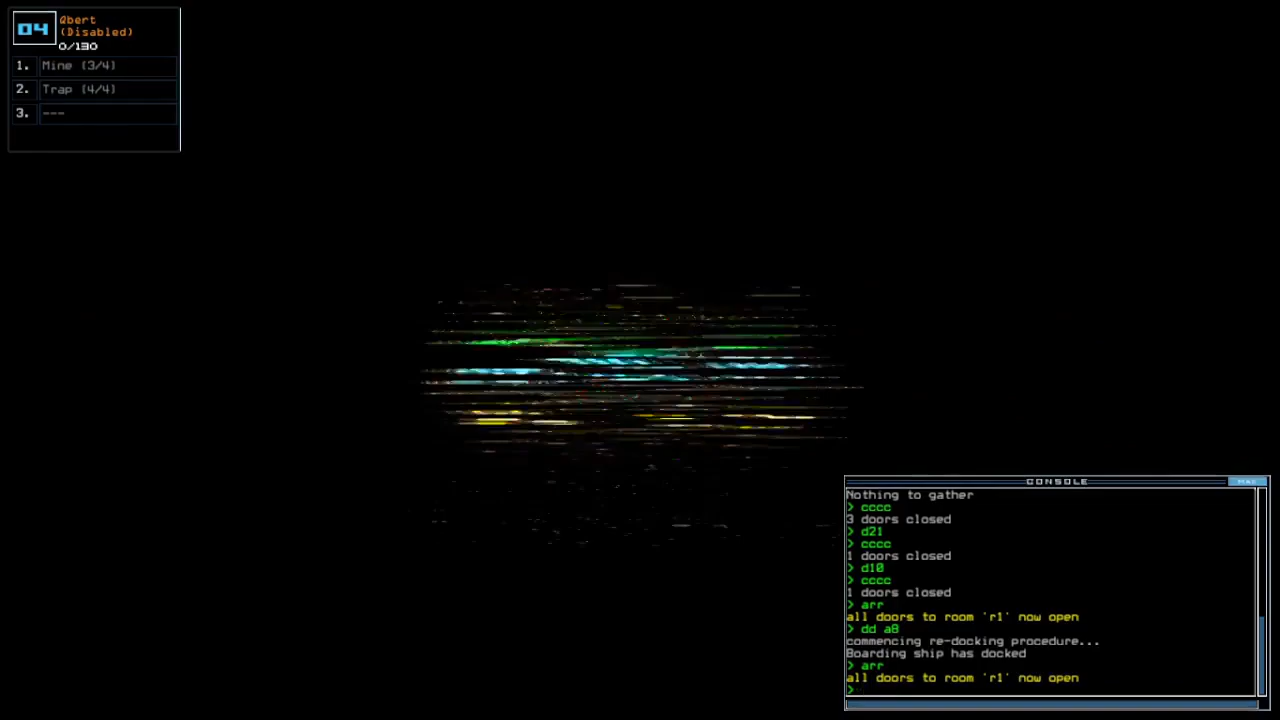 04
Qbert
(Disabled)
0/130
1. Mine (3/4)
2. Trap (4/4)
3. ---
CONSOLE
Nothing to gather
> cccc
3 doors closed
> d21
> cccc
1 doors closed
> d10
> cccc
1 doors closed
> arr
all doors to room 'r1' now open
> dd a8
commencing re-docking procedure...
Boarding ship has docked
> arr
all doors to room 'r1' now open
>